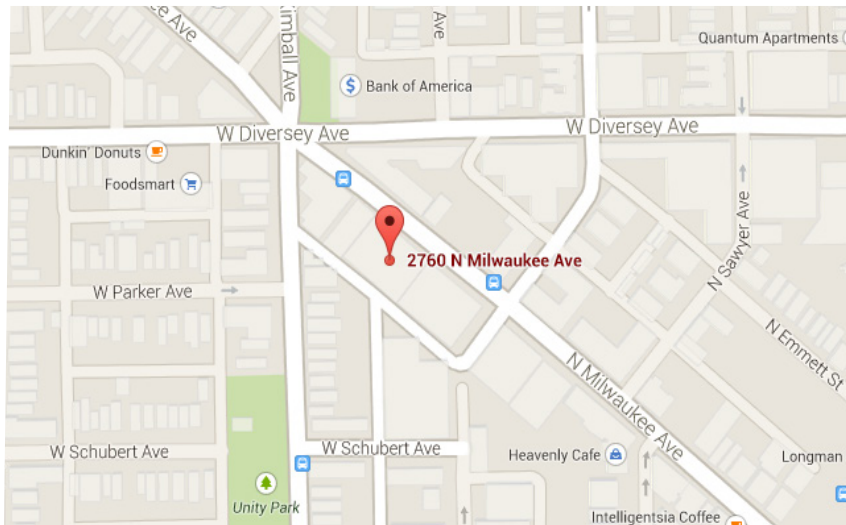 ee Ave
Kimball Ave
Ave
Quantum Apartments
$ Bank of America
W Diversey Ave
W Diversey Ave
Dunkin' Donuts
Foodsmart
N Sawyer Ave
2760 N Milwaukee Ave
W Parker Ave
N Emmett St
N Milwaukee Ave
W Schubert Ave
W Schubert Ave
Heavenly Cafe
Longman
Unity Park
Intelligentsia Coffee